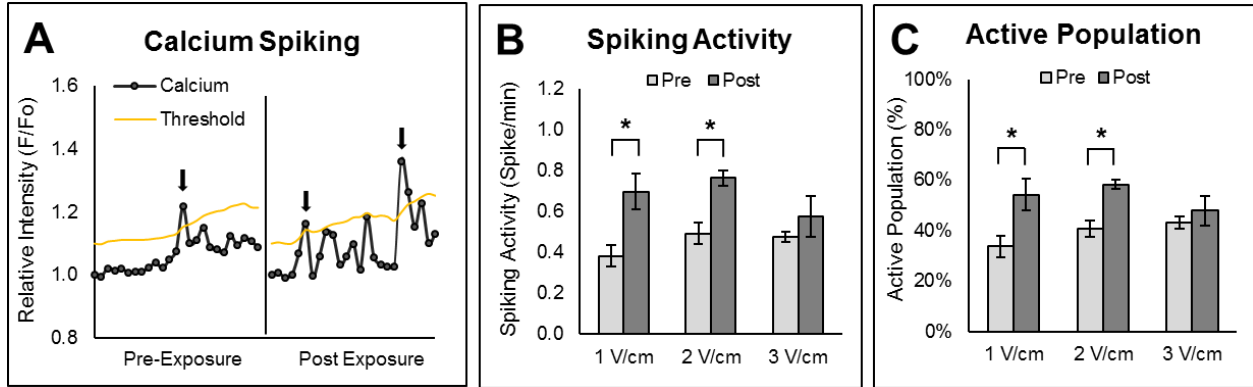 A
Calcium Spiking
Calcium
Threshold
Relative Intensity (F/Fo)
1.6
1.4
1.2
1.0
0.8
Pre-Exposure
Post Exposure
B
Spiking Activity
Pre
Post
Spiking Activity (Spike/min)
1.2
1.0
0.8
0.6
0.4
0.2
0.0
*
*
1 V/cm
2 V/cm
3 V/cm
C
Active Population
Pre
Post
Active Population (%)
100%
80%
60%
40%
20%
0%
*
*
1 V/cm
2 V/cm
3 V/cm